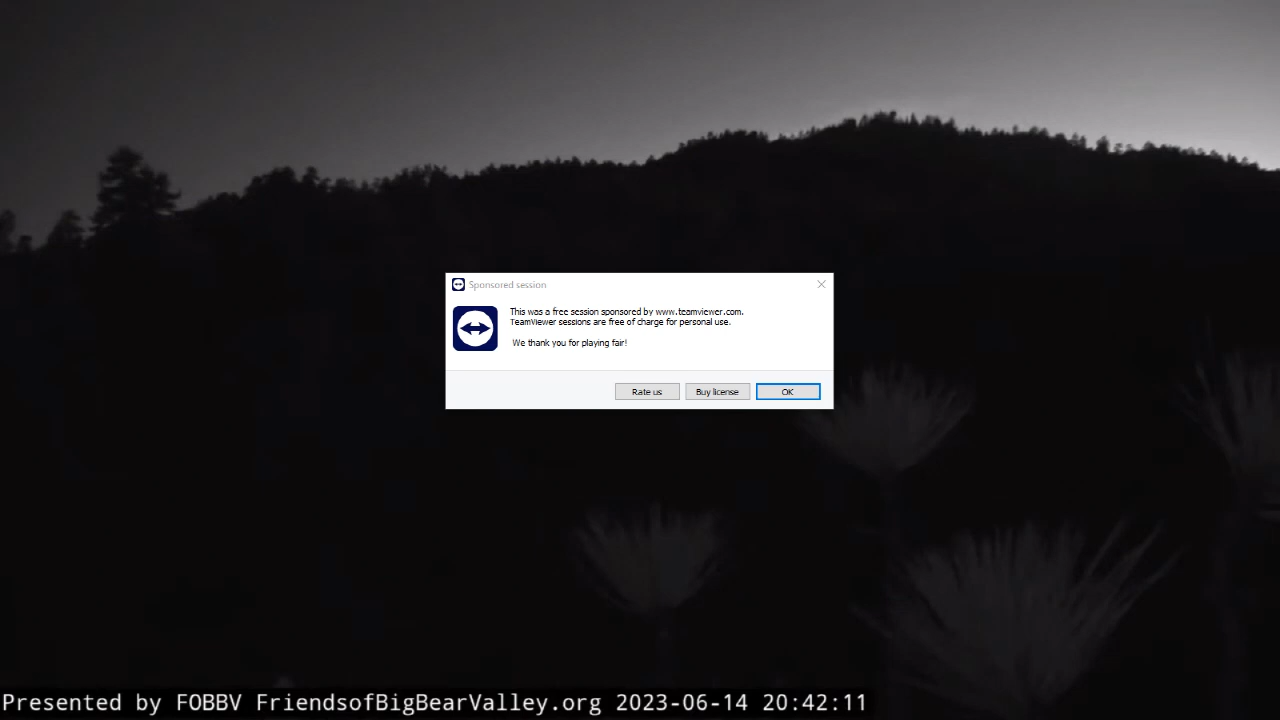 Sponsored session
This was a free session sponsored by www.teamviewer.com.
TeamViewer sessions are free of charge for personal use.
We thank you for playing fair!
Rate us Buy license OK
Presented by FOBBV FriendsofBigBearValley.org 2023-06-14 20:42:11